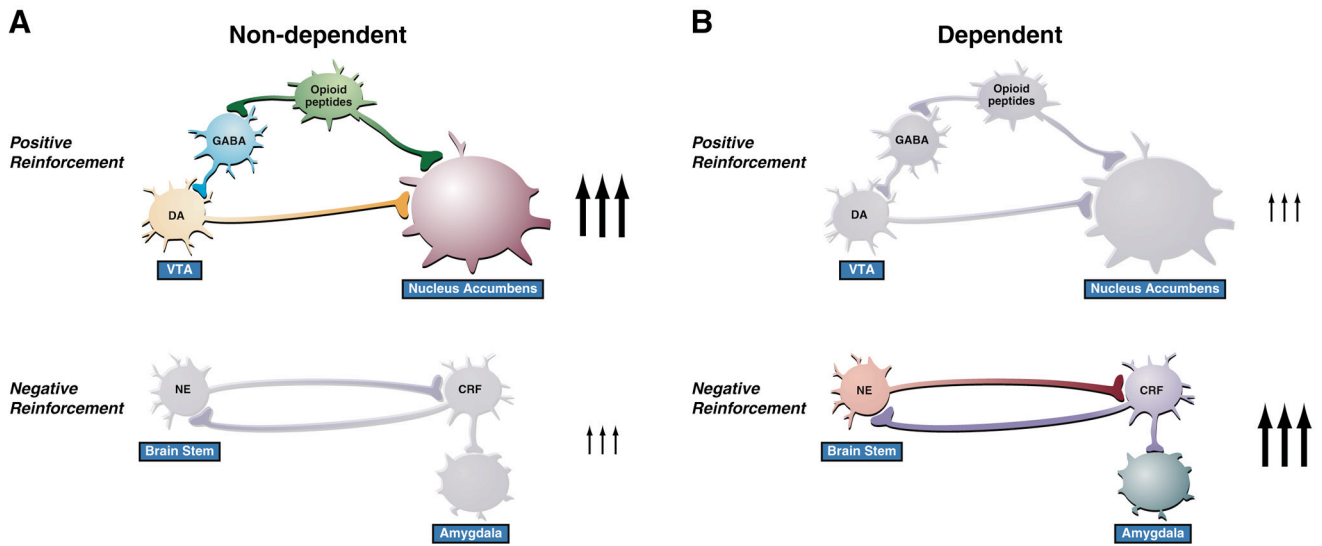 A
Non-dependent
Positive
Reinforcement
Opioid
peptides
GABA
DA
VTA
Nucleus Accumbens
Negative
Reinforcement
NE
CRF
Brain Stem
Amygdala
B
Dependent
Positive
Reinforcement
Opioid
peptides
GABA
DA
VTA
Nucleus Accumbens
Negative
Reinforcement
NE
CRF
Brain Stem
Amygdala